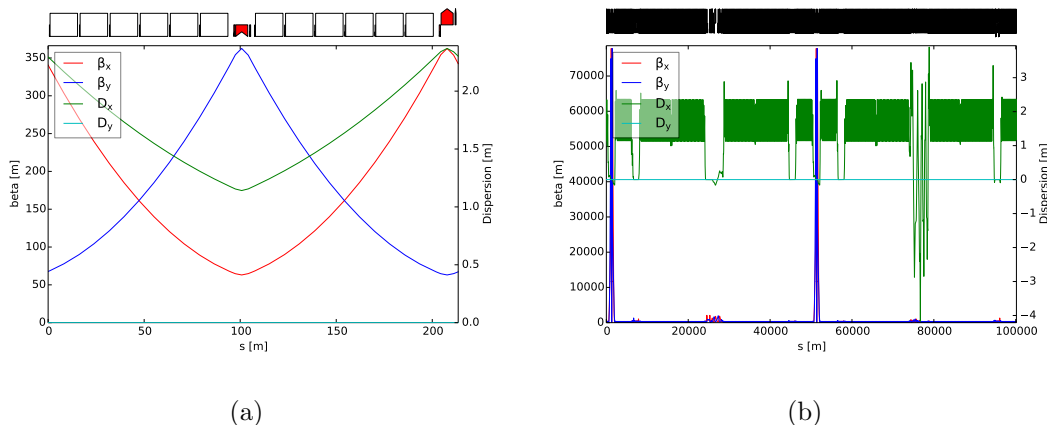 350
300
250
200
150
100
50
0
beta [m]
βx
βy
Dx
Dy
2.0
1.5
1.0
0.5
0.0
Dispersion [m]
0 50 100 150 200
s [m]
(a)
70000
60000
50000
40000
30000
20000
10000
0
beta [m]
βx
βy
Dx
Dy
3
2
1
0
−1
−2
−3
−4
Dispersion [m]
0 20000 40000 60000 80000 100000
s [m]
(b)